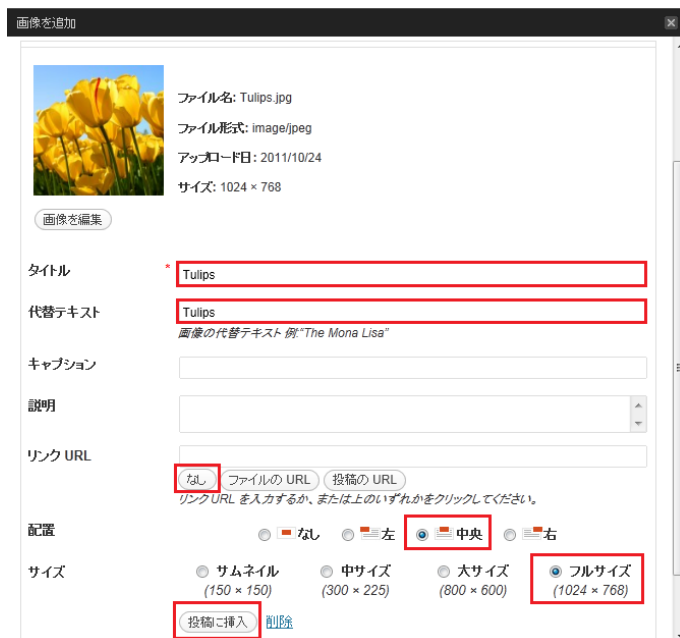 画像を追加
ファイル名: Tulips.jpg
ファイル形式: image/jpeg
アップロード日: 2011/10/24
サイズ: 1024 × 768
画像を編集
タイトル * Tulips
代替テキスト Tulips
画像の代替テキスト 例:“The Mona Lisa”
キャプション
説明
リンク URL
なし ファイルの URL 投稿の URL
リンク URL を入力するか、または上のいずれかをクリックしてください。
配置 なし 左 中央 右
サイズ サムネイル 中サイズ 大サイズ フルサイズ
(150 × 150) (300 × 225) (800 × 600) (1024 × 768)
投稿に挿入 削除